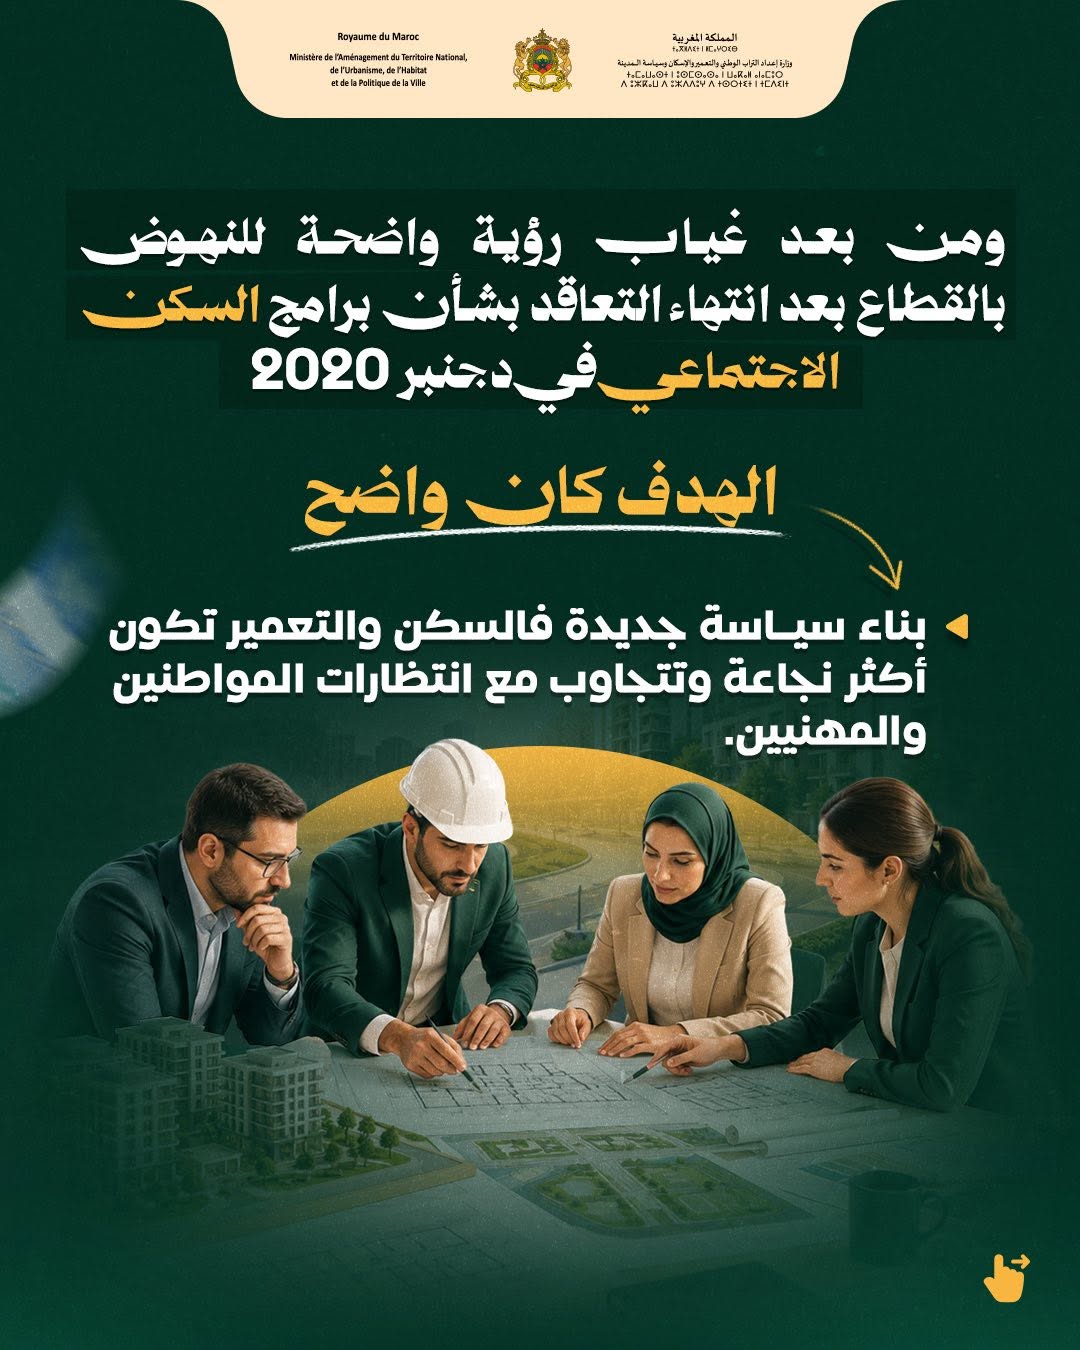 Royaume du Maroc
Ministère de l'Aménagement du Territoire National,
de l'Urbanisme, de l'Habitat
et de la Politique de la Ville
المملكة المغربية
ⵜⴰⴳⵍⴷⵉⵜ ⵏ ⵍⵎⵖⵔⵉⴱ
وزارة إعداد التراب الوطني والتعمير والإسكان وسياسة المدينة
ومن بعد غياب رؤية واضحة للنهوض
بالقطاع بعد انتهاء التعاقد بشأن برامج السكن
الاجتماعي في دجنبر 2020
الهدف كان واضح
بناء سياسة جديدة فالسكن والتعمير تكون
أكثر نجاعة وتتجاوب مع انتظارات المواطنين
والمهنيين.